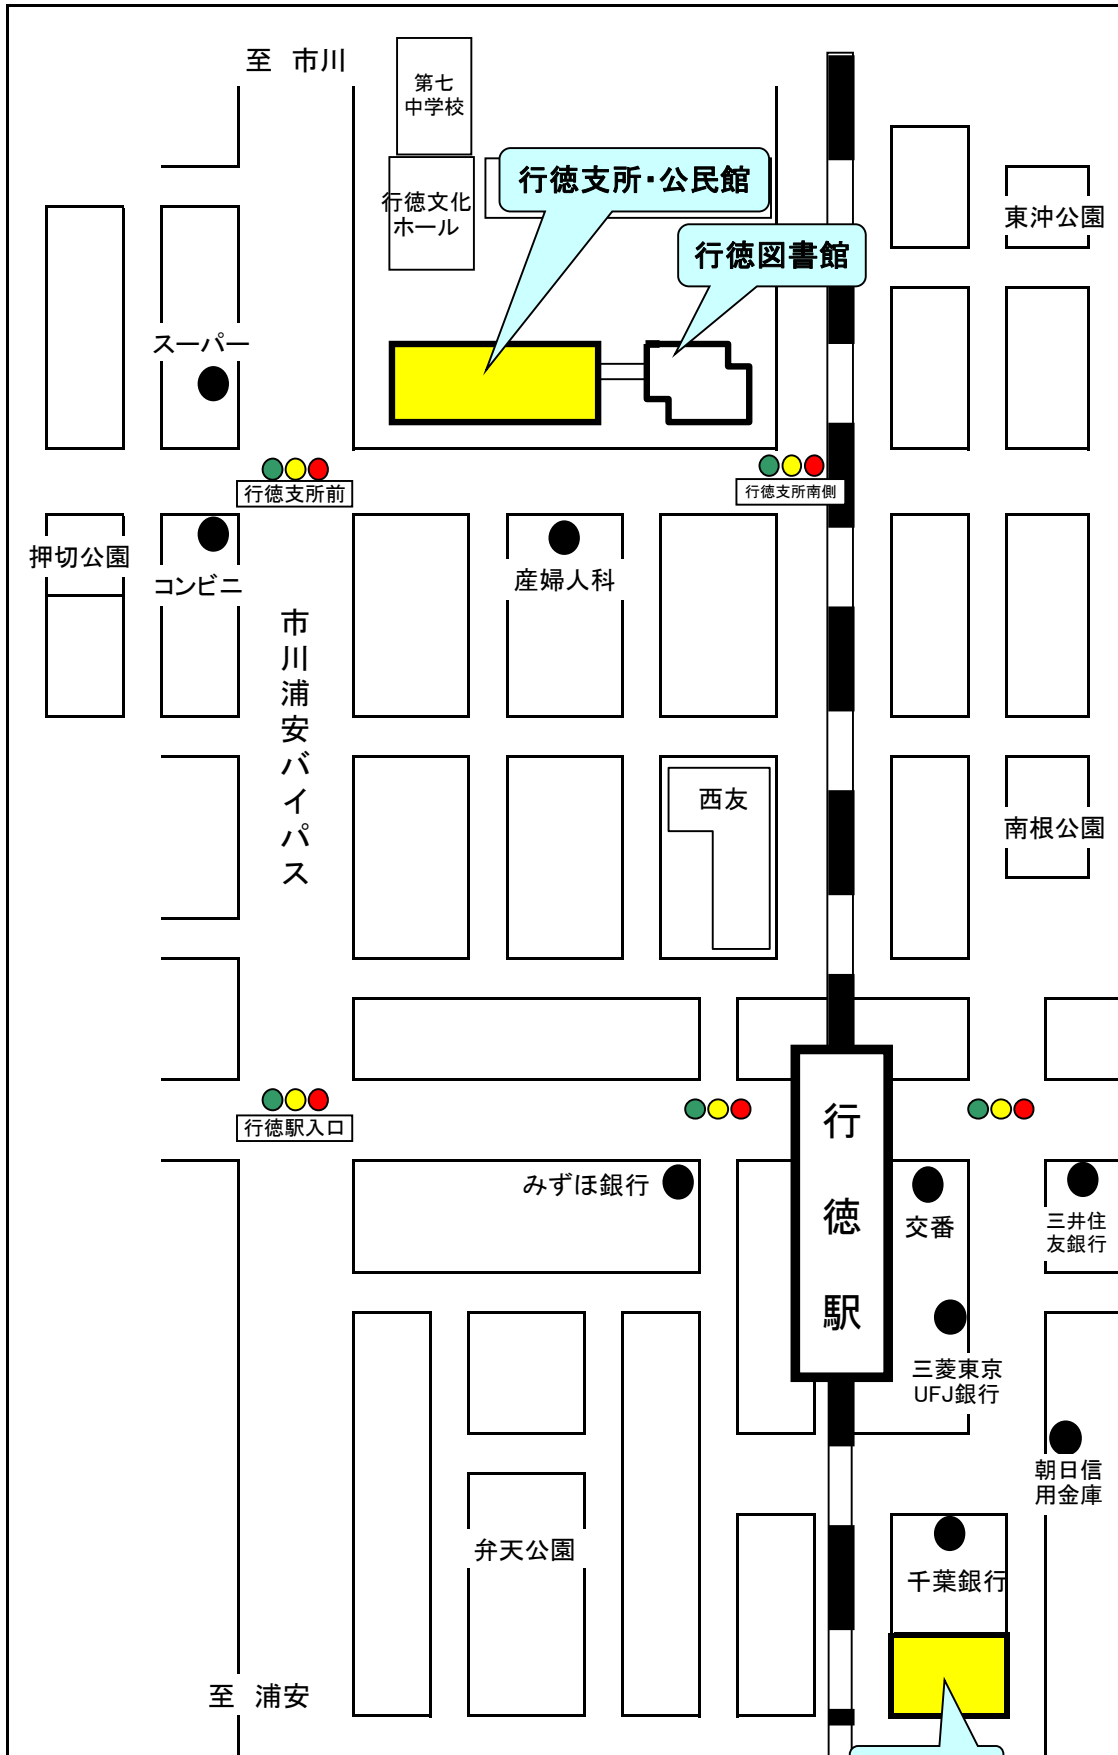 至 市川
第七
中学校
行徳支所・公民館
行徳文化
ホール
東沖公園
行徳図書館
スーパー
行徳支所前
行徳支所南側
押切公園
コンビニ
産婦人科
市川浦安バイパス
西友
南根公園
行徳駅入口
行徳駅
みずほ銀行
交番
三井住
友銀行
三菱東京
UFJ銀行
朝日信
用金庫
弁天公園
千葉銀行
至 浦安